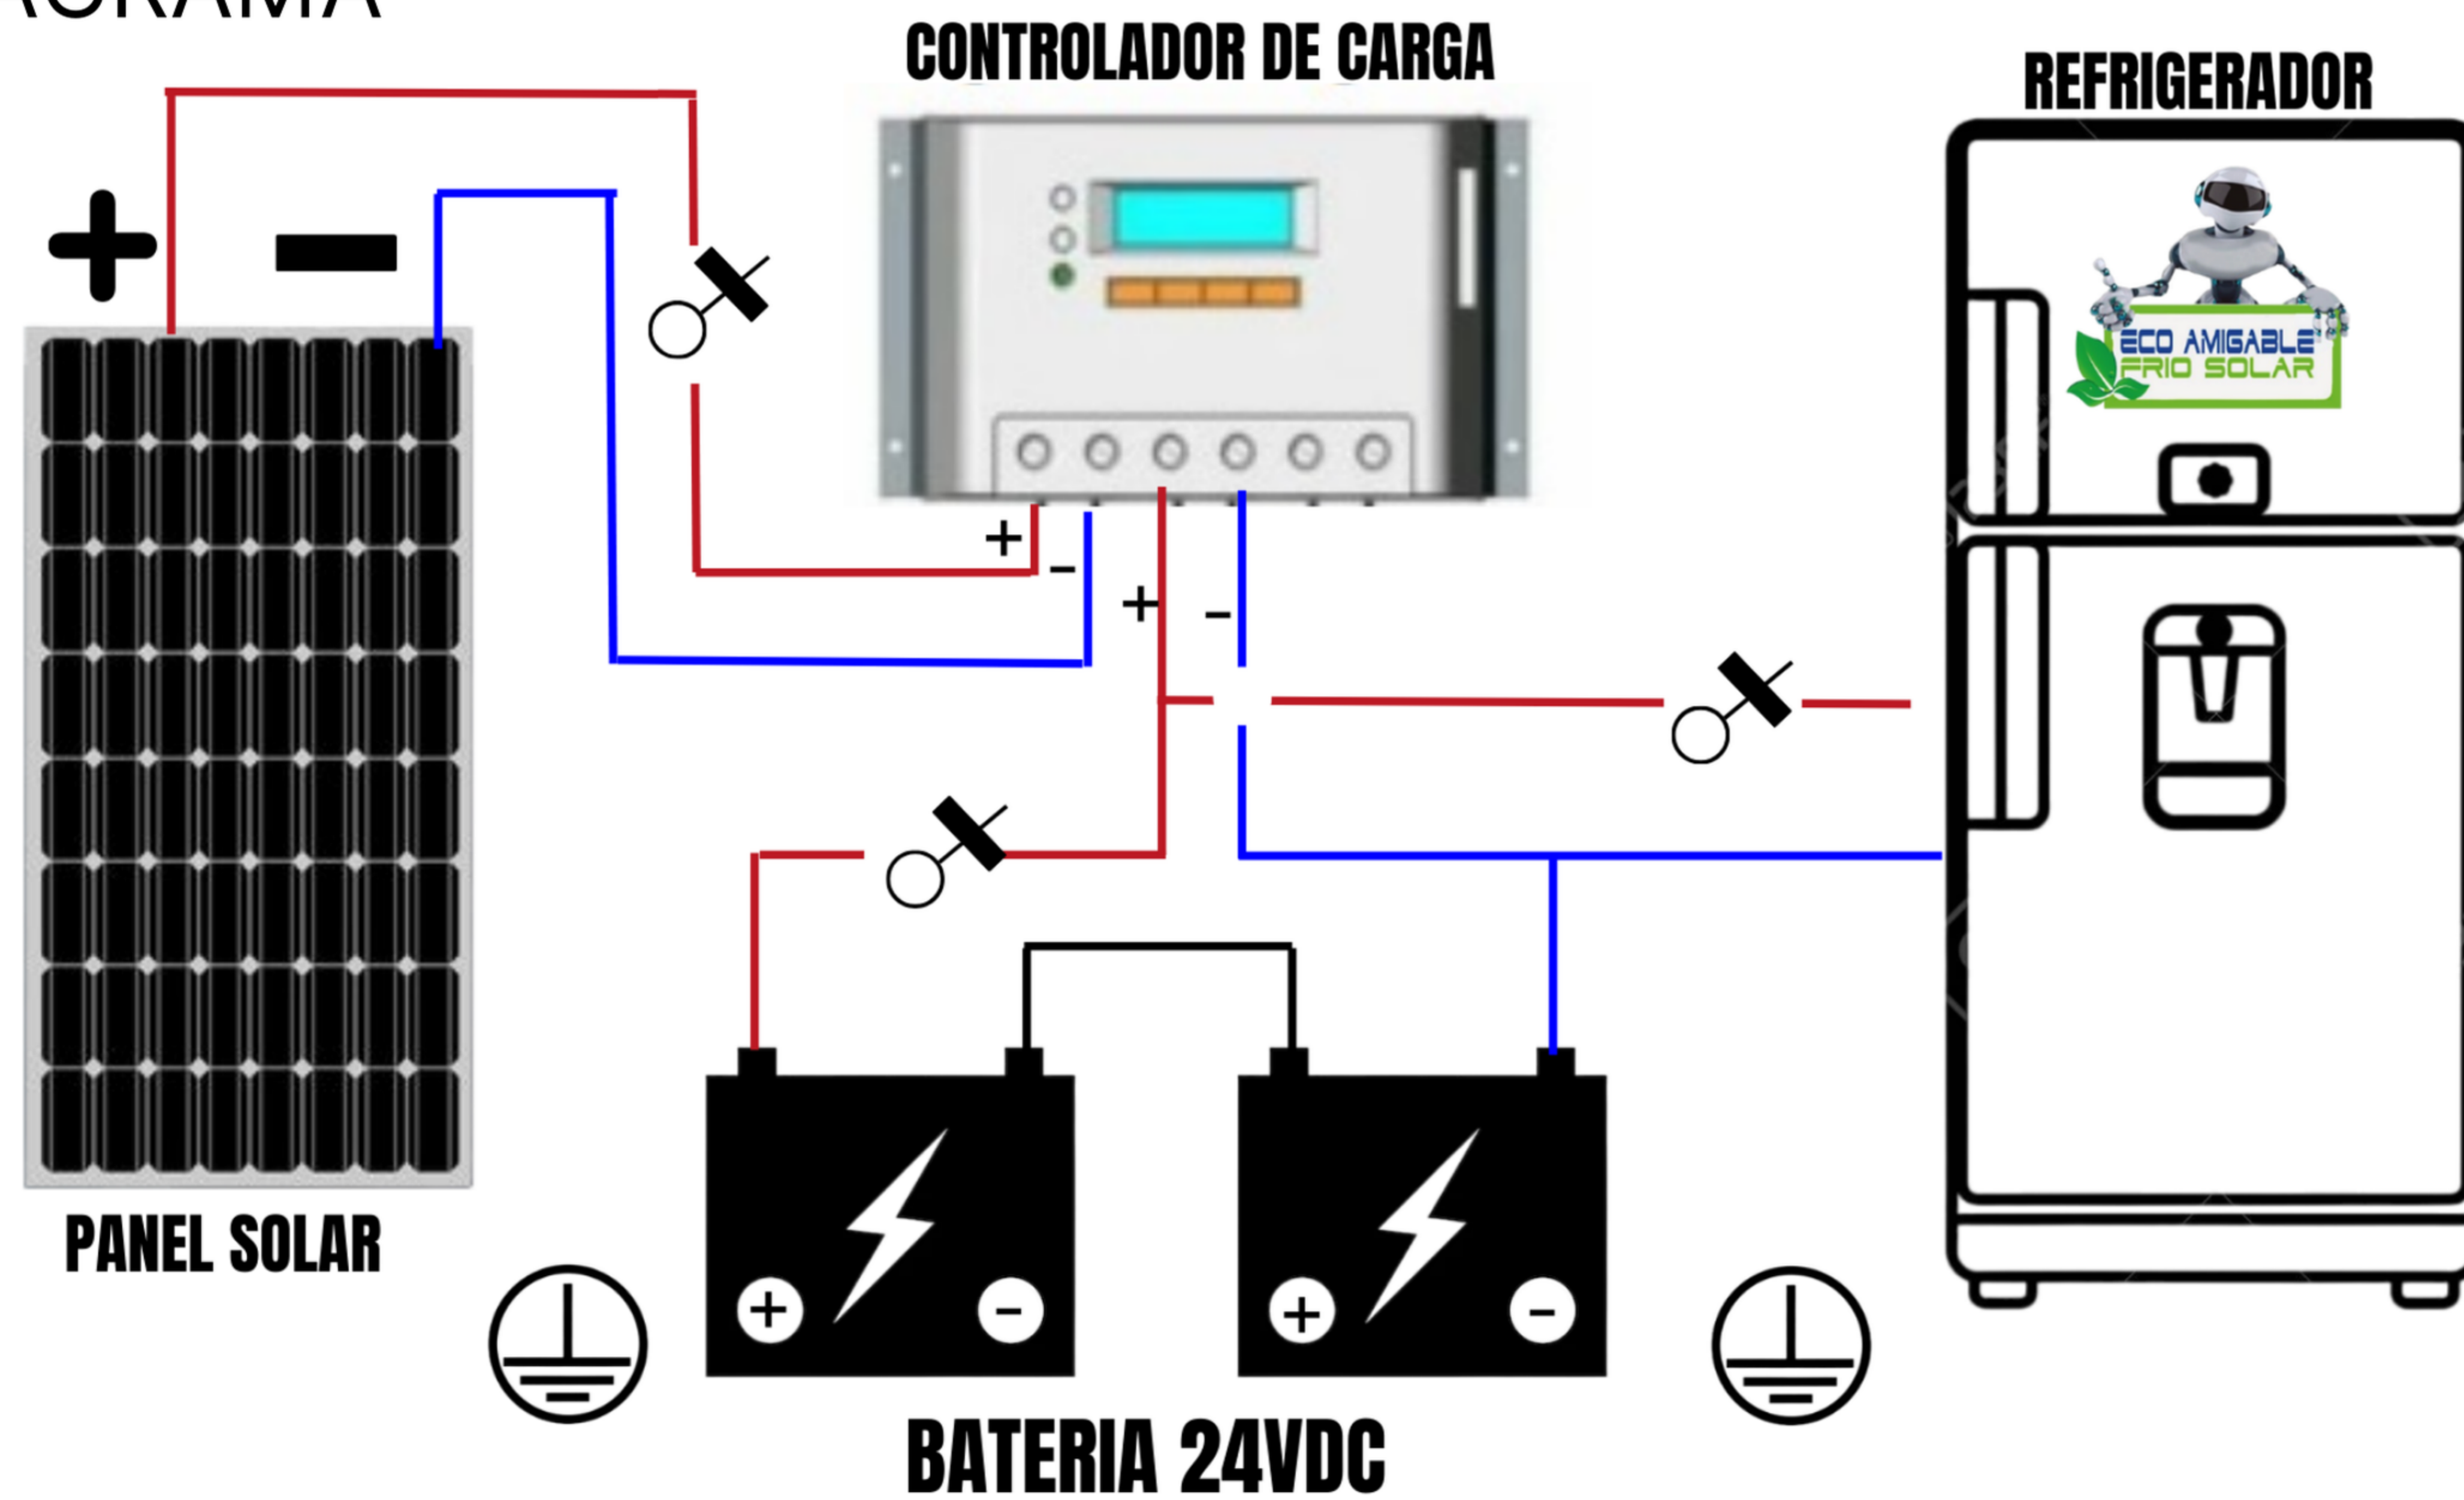 CONTROLADOR DE CARGA
REFRIGERADOR
+
−
ECO AMIGABLE
FRIO SOLAR
+
−
+
−
PANEL SOLAR
+
−
+
−
BATERIA 24VDC